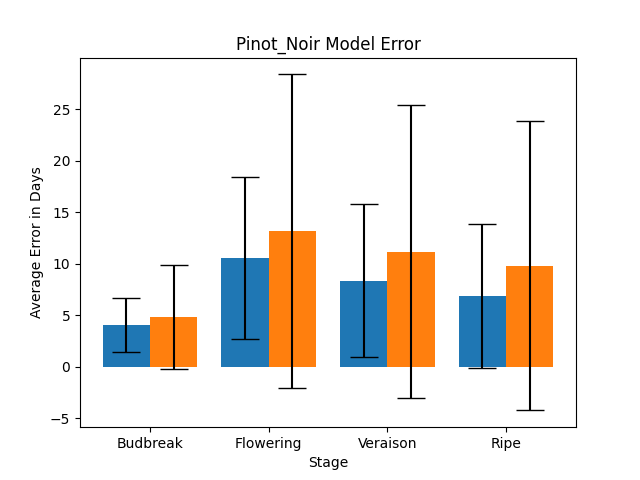 Pinot_Noir Model Error
Average Error in Days
25
20
15
10
5
0
−5
Budbreak Flowering Veraison Ripe
Stage